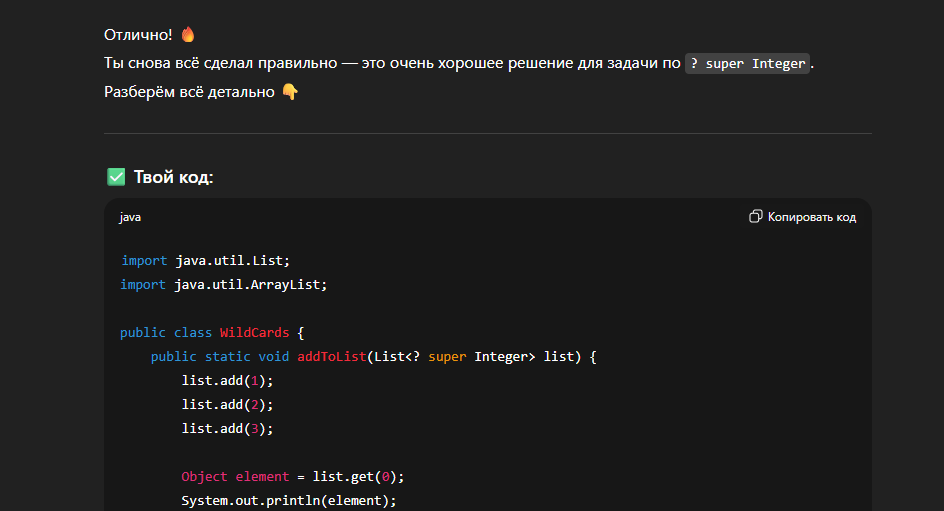 Отлично! 🔥
Ты снова всё сделал правильно — это очень хорошее решение для задачи по ? super Integer.
Разберём всё детально 👇
✅ Твой код:
java Копировать код
import java.util.List;
import java.util.ArrayList;
public class WildCards {
    public static void addToList(List<? super Integer> list) {
        list.add(1);
        list.add(2);
        list.add(3);
        Object element = list.get(0);
        System.out.println(element);